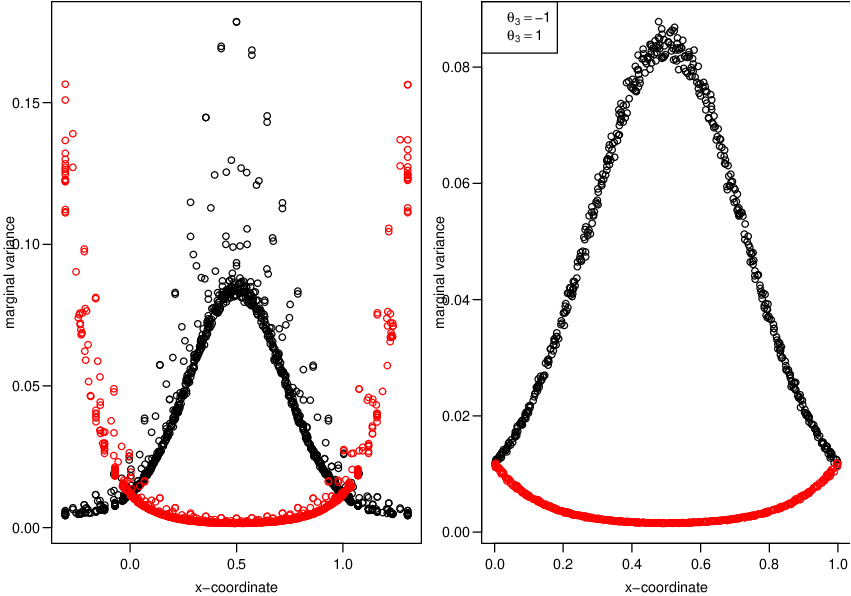 marginal variance
0.15
0.10
0.05
0.00
0.0 0.5 1.0
x−coordinate
θ3 = −1
θ3 = 1
marginal variance
0.08
0.06
0.04
0.02
0.00
0.0 0.2 0.4 0.6 0.8 1.0
x−coordinate